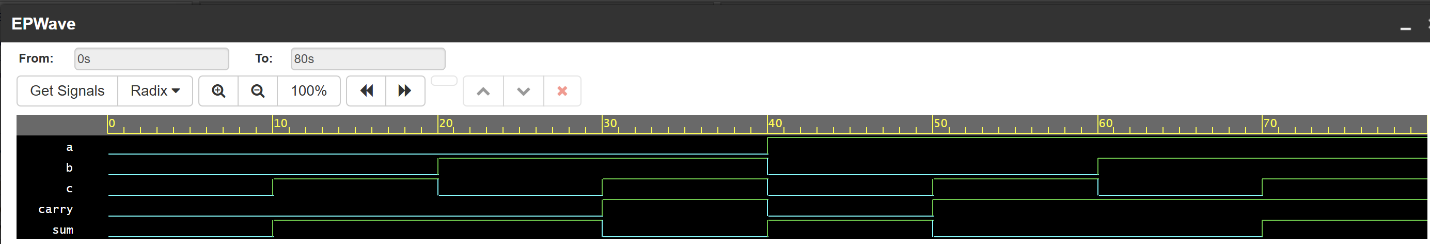 EPWave
From: 0s To: 80s
Get Signals Radix 100%
0 10 20 30 40 50 60 70
a
b
c
carry
sum